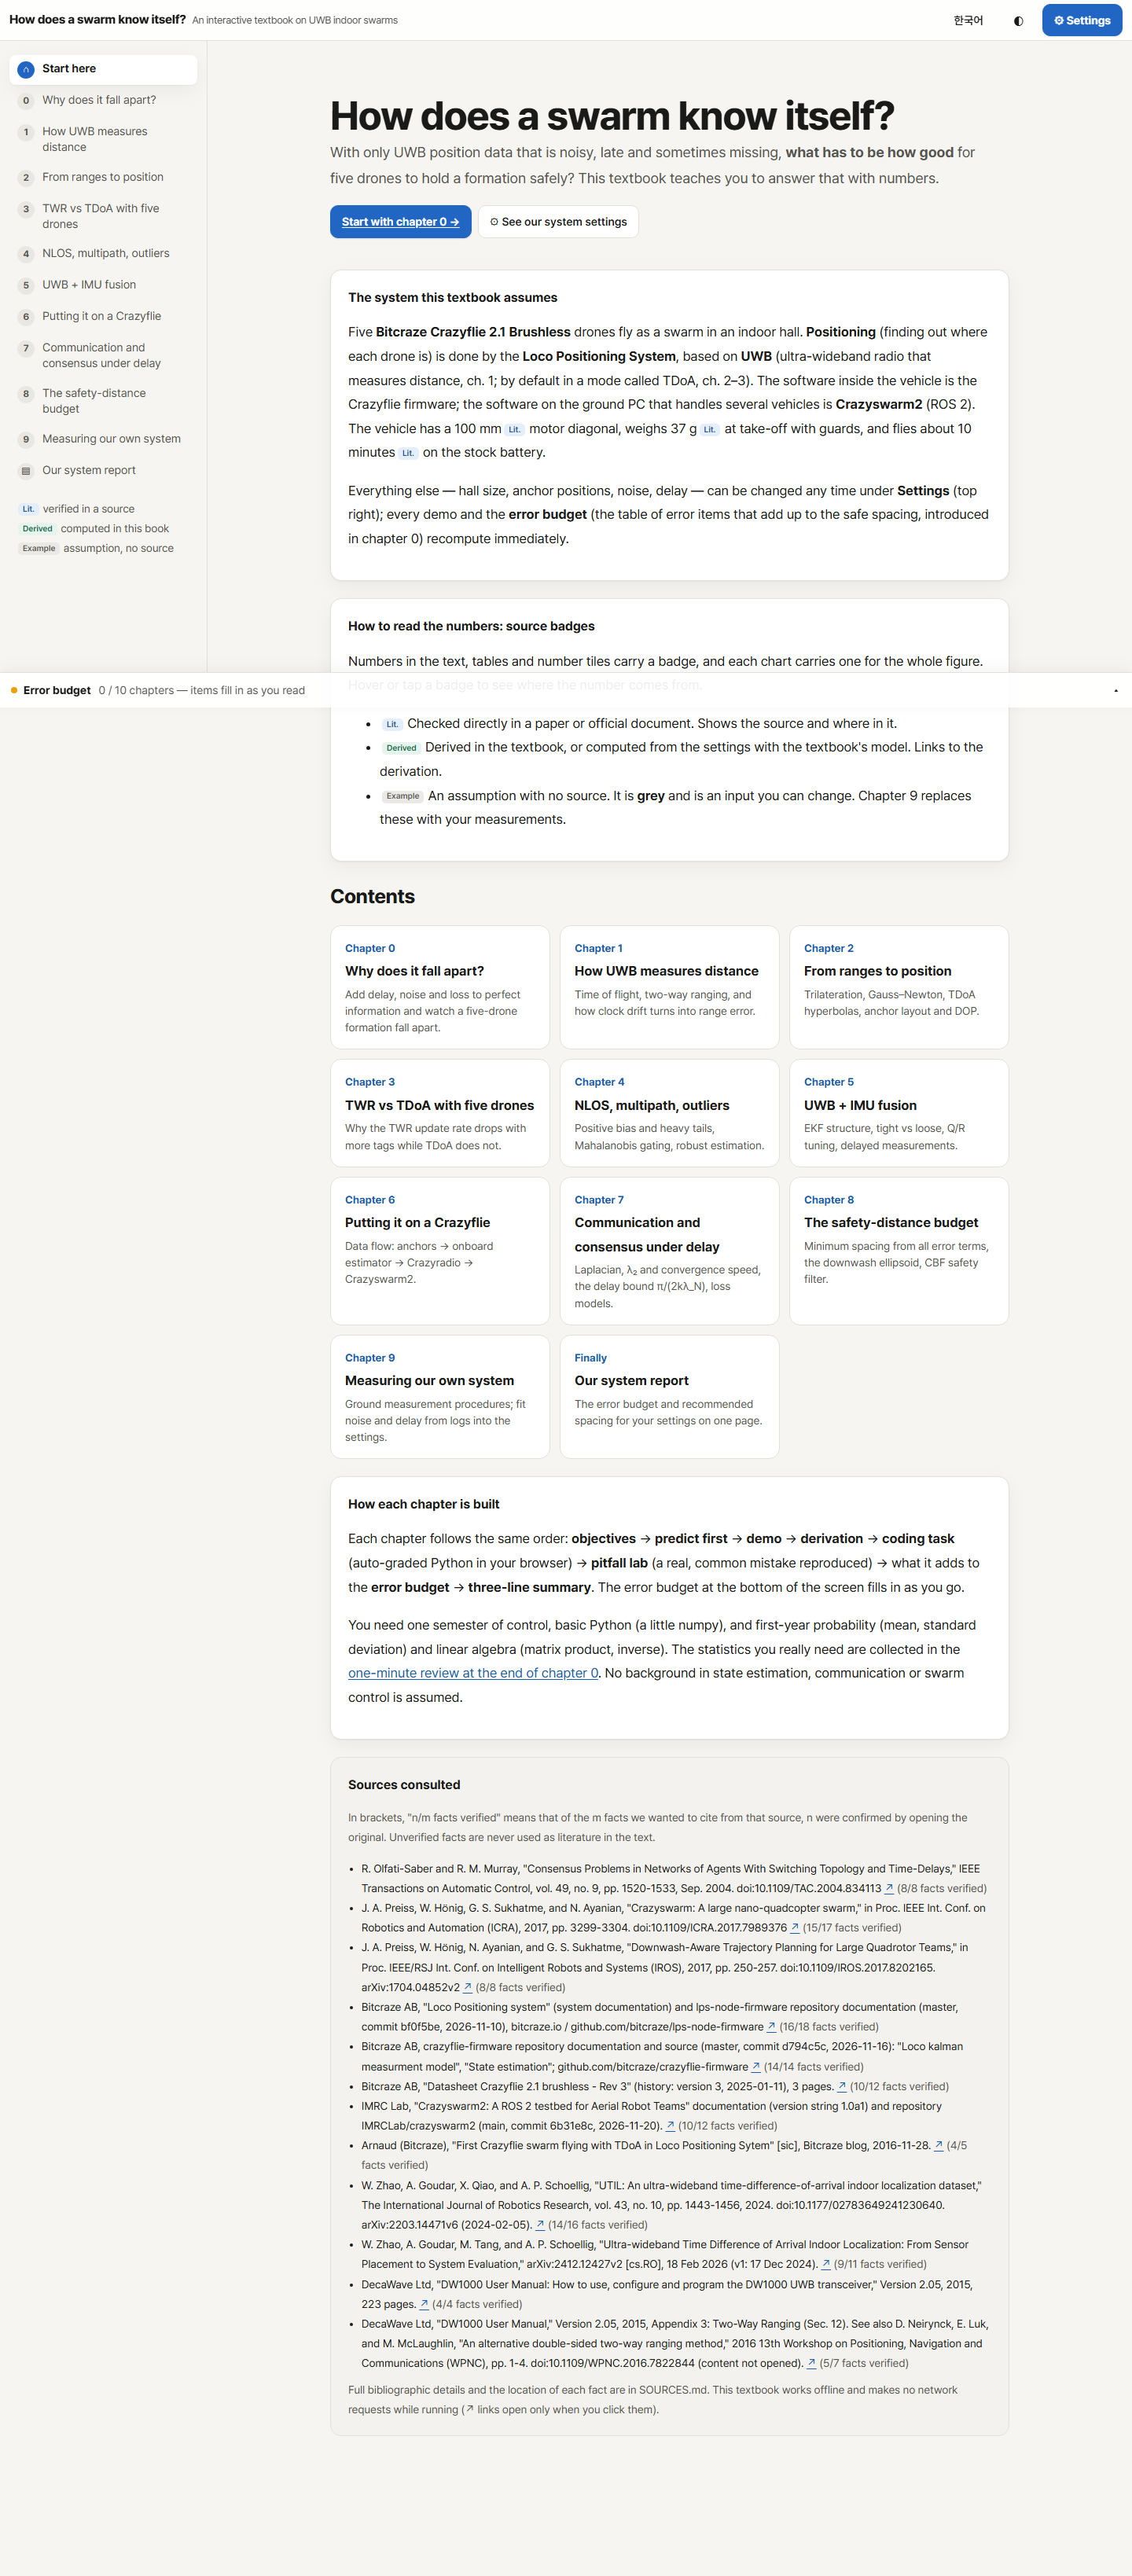 How does a swarm know itself? An interactive textbook on UWB indoor swarms
한국어
Settings
Start here
0 Why does it fall apart?
1 How UWB measures
distance
2 From ranges to position
3 TWR vs TDoA with five
drones
4 NLOS, multipath, outliers
5 UWB + IMU fusion
6 Putting it on a Crazyflie
7 Communication and
consensus under delay
8 The safety-distance
budget
9 Measuring our own system
Our system report
Lit. verified in a source
Derived computed in this book
Example assumption, no source
How does a swarm know itself?
With only UWB position data that is noisy, late and sometimes missing, what has to be how good for
five drones to hold a formation safely? This textbook teaches you to answer that with numbers.
Start with chapter 0 →
See our system settings
The system this textbook assumes
Five Bitcraze Crazyflie 2.1 Brushless drones fly as a swarm in an indoor hall. Positioning (finding out where
each drone is) is done by the Loco Positioning System, based on UWB (ultra-wideband radio that
measures distance, ch. 1; by default in a mode called TDoA, ch. 2–3). The software inside the vehicle is the
Crazyflie firmware; the software on the ground PC that handles several vehicles is Crazyswarm2 (ROS 2).
The vehicle has a 100 mm Lit. motor diagonal, weighs 37 g Lit. at take-off with guards, and flies about 10
minutes Lit. on the stock battery.
Everything else — hall size, anchor positions, noise, delay — can be changed any time under Settings (top
right); every demo and the error budget (the table of error items that add up to the safe spacing, introduced
in chapter 0) recompute immediately.
How to read the numbers: source badges
Numbers in the text, tables and number tiles carry a badge, and each chart carries one for the whole figure.
Hover or tap a badge to see where the number comes from.
Error budget 0 / 10 chapters — items fill in as you read
• Lit. Checked directly in a paper or official document. Shows the source and where in it.
• Derived Derived in the textbook, or computed from the settings with the textbook's model. Links to the
derivation.
• Example An assumption with no source. It is grey and is an input you can change. Chapter 9 replaces
these with your measurements.
Contents
Chapter 0
Why does it fall apart?
Add delay, noise and loss to perfect
information and watch a five-drone
formation fall apart.
Chapter 1
How UWB measures distance
Time of flight, two-way ranging, and
how clock drift turns into range error.
Chapter 2
From ranges to position
Trilateration, Gauss–Newton, TDoA
hyperbolas, anchor layout and DOP.
Chapter 3
TWR vs TDoA with five drones
Why the TWR update rate drops with
more tags while TDoA does not.
Chapter 4
NLOS, multipath, outliers
Positive bias and heavy tails,
Mahalanobis gating, robust estimation.
Chapter 5
UWB + IMU fusion
EKF structure, tight vs loose, Q/R
tuning, delayed measurements.
Chapter 6
Putting it on a Crazyflie
Data flow: anchors → onboard
estimator → Crazyradio →
Crazyswarm2.
Chapter 7
Communication and
consensus under delay
Laplacian, λ₂ and convergence speed,
the delay bound π/(2kλ_N), loss
models.
Chapter 8
The safety-distance budget
Minimum spacing from all error terms,
the downwash ellipsoid, CBF safety
filter.
Chapter 9
Measuring our own system
Ground measurement procedures; fit
noise and delay from logs into the
settings.
Finally
Our system report
The error budget and recommended
spacing for your settings on one page.
How each chapter is built
Each chapter follows the same order: objectives → predict first → demo → derivation → coding task
(auto-graded Python in your browser) → pitfall lab (a real, common mistake reproduced) → what it adds to
the error budget → three-line summary. The error budget at the bottom of the screen fills in as you go.
You need one semester of control, basic Python (a little numpy), and first-year probability (mean, standard
deviation) and linear algebra (matrix product, inverse). The statistics you really need are collected in the
one-minute review at the end of chapter 0. No background in state estimation, communication or swarm
control is assumed.
Sources consulted
In brackets, "n/m facts verified" means that of the m facts we wanted to cite from that source, n were confirmed by opening the
original. Unverified facts are never used as literature in the text.
• R. Olfati-Saber and R. M. Murray, "Consensus Problems in Networks of Agents With Switching Topology and Time-Delays," IEEE
Transactions on Automatic Control, vol. 49, no. 9, pp. 1520-1533, Sep. 2004. doi:10.1109/TAC.2004.834113 ↗ (8/8 facts verified)
• J. A. Preiss, W. Hönig, G. S. Sukhatme, and N. Ayanian, "Crazyswarm: A large nano-quadcopter swarm," in Proc. IEEE Int. Conf. on
Robotics and Automation (ICRA), 2017, pp. 3299-3304. doi:10.1109/ICRA.2017.7989376 ↗ (15/17 facts verified)
• J. A. Preiss, W. Hönig, N. Ayanian, and G. S. Sukhatme, "Downwash-Aware Trajectory Planning for Large Quadrotor Teams," in
Proc. IEEE/RSJ Int. Conf. on Intelligent Robots and Systems (IROS), 2017, pp. 250-257. doi:10.1109/IROS.2017.8202165.
arXiv:1704.04852v2 ↗ (8/8 facts verified)
• Bitcraze AB, "Loco Positioning system" (system documentation) and lps-node-firmware repository documentation (master,
commit bf0f5be, 2026-11-10), bitcraze.io / github.com/bitcraze/lps-node-firmware ↗ (16/18 facts verified)
• Bitcraze AB, crazyflie-firmware repository documentation and source (master, commit d794c5c, 2026-11-16): "Loco kalman
measurment model", "State estimation"; github.com/bitcraze/crazyflie-firmware ↗ (14/14 facts verified)
• Bitcraze AB, "Datasheet Crazyflie 2.1 brushless - Rev 3" (history: version 3, 2025-01-11), 3 pages. ↗ (10/12 facts verified)
• IMRC Lab, "Crazyswarm2: A ROS 2 testbed for Aerial Robot Teams" documentation (version string 1.0a1) and repository
IMRCLab/crazyswarm2 (main, commit 6b31e8c, 2026-11-20). ↗ (10/12 facts verified)
• Arnaud (Bitcraze), "First Crazyflie swarm flying with TDoA in Loco Positioning Sytem" [sic], Bitcraze blog, 2016-11-28. ↗ (4/5
facts verified)
• W. Zhao, A. Goudar, X. Qiao, and A. P. Schoellig, "UTIL: An ultra-wideband time-difference-of-arrival indoor localization dataset,"
The International Journal of Robotics Research, vol. 43, no. 10, pp. 1443-1456, 2024. doi:10.1177/02783649241230640.
arXiv:2203.14471v6 (2024-02-05). ↗ (14/16 facts verified)
• W. Zhao, A. Goudar, M. Tang, and A. P. Schoellig, "Ultra-wideband Time Difference of Arrival Indoor Localization: From Sensor
Placement to System Evaluation," arXiv:2412.12427v2 [cs.RO], 18 Feb 2026 (v1: 17 Dec 2024). ↗ (9/11 facts verified)
• DecaWave Ltd, "DW1000 User Manual: How to use, configure and program the DW1000 UWB transceiver," Version 2.05, 2015,
223 pages. ↗ (4/4 facts verified)
• DecaWave Ltd, "DW1000 User Manual," Version 2.05, 2015, Appendix 3: Two-Way Ranging (Sec. 12). See also D. Neirynck, E. Luk,
and M. McLaughlin, "An alternative double-sided two-way ranging method," 2016 13th Workshop on Positioning, Navigation and
Communications (WPNC), pp. 1-4. doi:10.1109/WPNC.2016.7822844 (content not opened). ↗ (5/7 facts verified)
Full bibliographic details and the location of each fact are in SOURCES.md. This textbook works offline and makes no network
requests while running (↗ links open only when you click them).